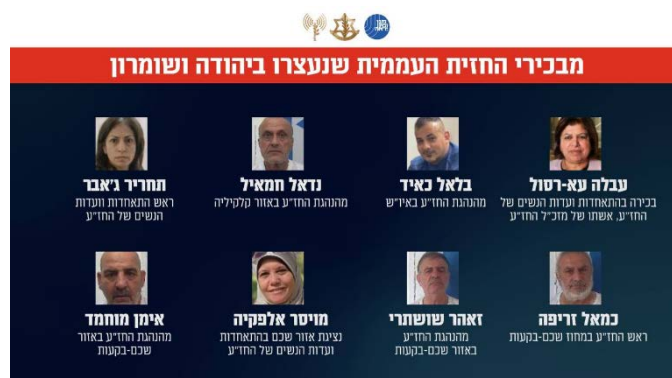 מבכירי החזית העממית שנעצרו ביהודה ושומרון
עבלה עא-רסול
בכירה בהתאחדות ועדות הנשים של
החז״ע, אשתו של מזכ״ל החז״ע
בלאל כאיד
מהנהגת החז״ע באיו״ש
נדאל חמאיל
מהנהגת החז״ע באזור קלקיליה
תחריר ג׳אבר
ראש התאחדות וועדות
הנשים של החז״ע
כמאל זריפה
ראש החז״ע במחוז שכם-בקעות
זאהר שושתרי
מהנהגת החז״ע
באזור שכם-בקעות
מויסר אלפקיה
נציגת אזור שכם בהתאחדות
ועדות הנשים של החז״ע
אימן מוחמד
מהנהגת החז״ע באזור
שכם-בקעות